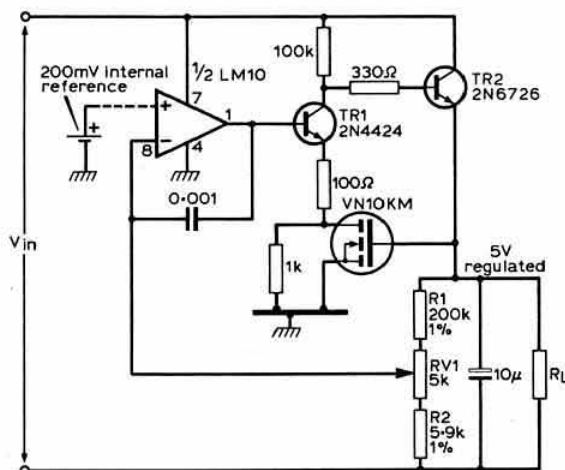 100k
200mV internal
reference
½ LM10
330Ω
TR2
2N6726
+
+
7
1
−
8
4
TR1
2N4424
0·001
100Ω
VN10KM
Vin
1k
5V
regulated
R1
200k
1%
RV1
5k
10μ
RL
R2
5·9k
1%